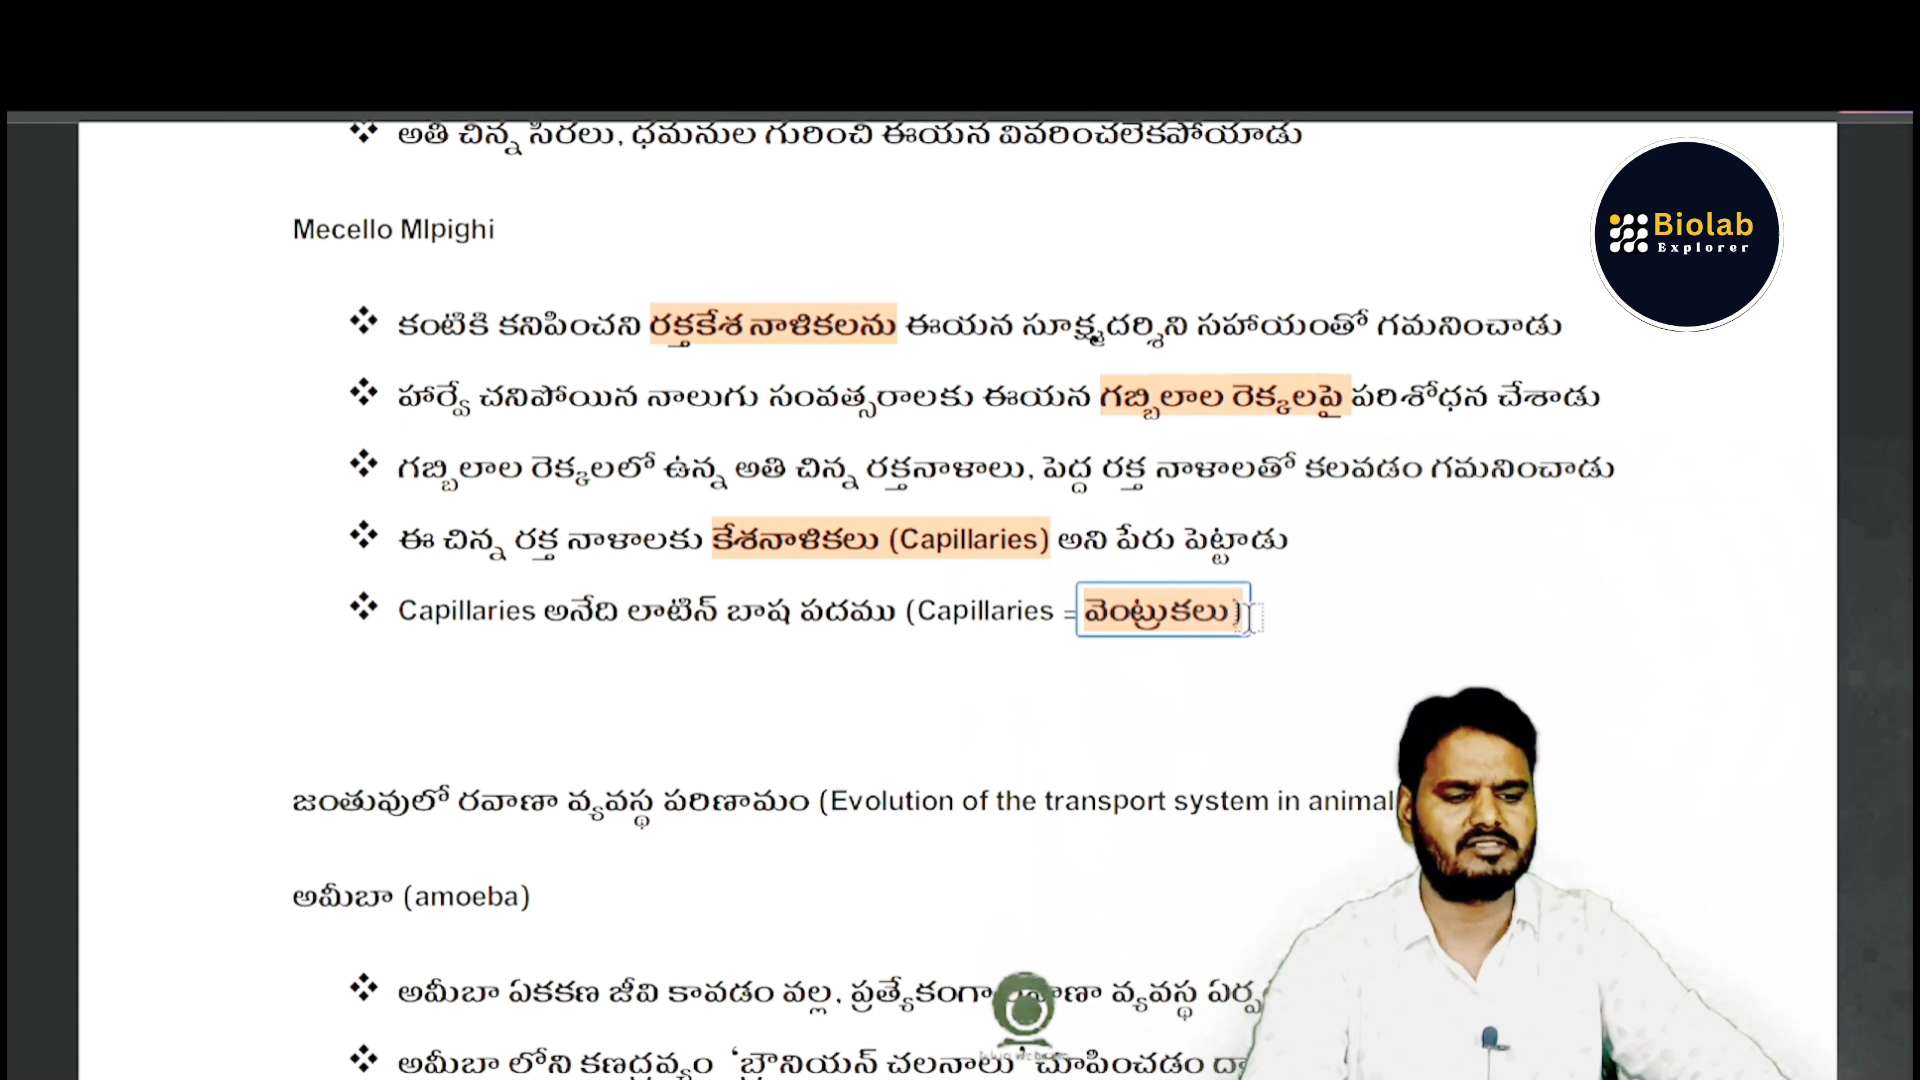 ❖ అతి చిన్న సిరలు, ధమనుల గురించి ఈయన వివరించలేకపోయాడు
Biolab
Explorer
Mecello Mlpighi
❖ కంటికి కనిపించని రక్తకేశ నాళికలను ఈయన సూక్ష్మదర్శిని సహాయంతో గమనించాడు
❖ హార్వే చనిపోయిన నాలుగు సంవత్సరాలకు ఈయన గబ్బిలాల రెక్కలపై పరిశోధన చేశాడు
❖ గబ్బిలాల రెక్కలలో ఉన్న అతి చిన్న రక్తనాళాలు, పెద్ద రక్త నాళాలతో కలవడం గమనించాడు
❖ ఈ చిన్న రక్త నాళాలకు కేశనాళికలు (Capillaries) అని పేరు పెట్టాడు
❖ Capillaries అనేది లాటిన్ బాష పదము (Capillaries = వెంట్రుకలు)
జంతువులో రవాణా వ్యవస్థ పరిణామం (Evolution of the transport system in animal
అమీబా (amoeba)
❖ అమీబా ఏకకణ జీవి కావడం వల్ల, ప్రత్యేకంగా వ్యవస్థ
❖ అమీబా లోని కణద్రవ్యం 'బ్రౌనియన్ చలనాలు' చూపించడం